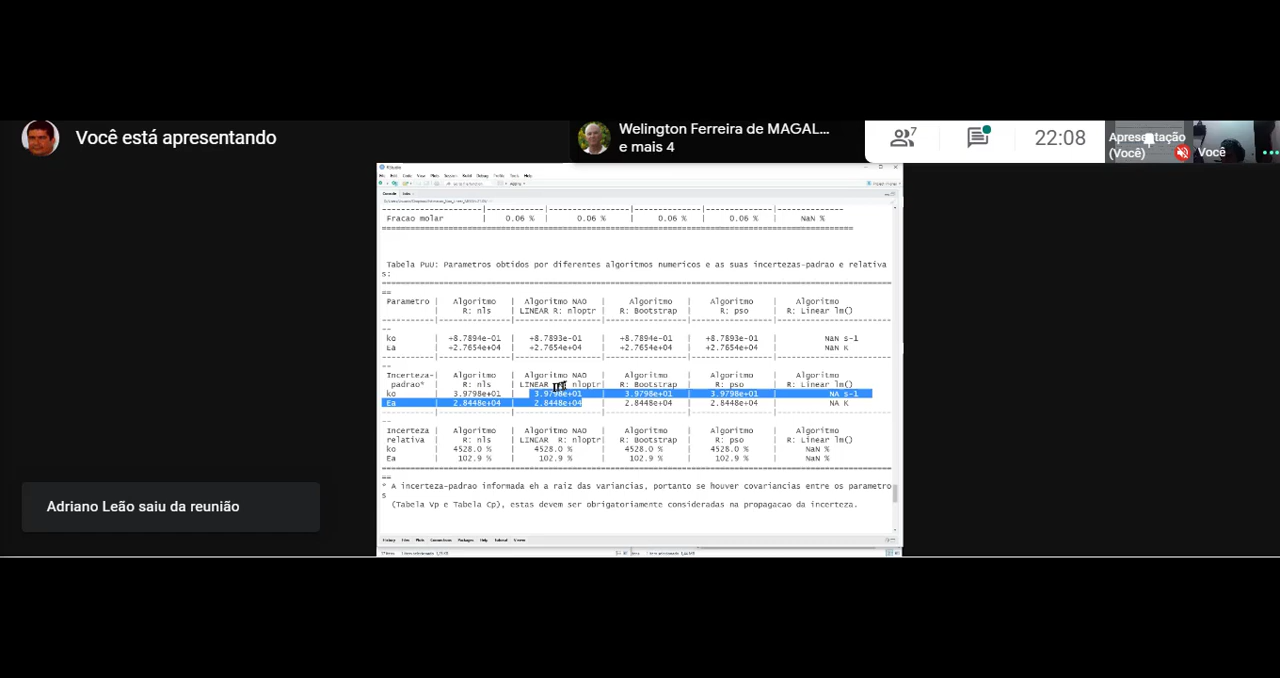 Você está apresentando
Welington Ferreira de MAGAL...
e mais 4
7
22:08
Apresentação
(Você)
Você
Fracao molar | 0.06 % | 0.06 % | 0.06 % | 0.06 % | NaN %
Tabela PuU: Parametros obtidos por diferentes algoritmos numericos e as suas incertezas-padrao e relativa
s:
==
Parametro | Algoritmo | Algoritmo NAO | Algoritmo | Algoritmo | Algoritmo
| R: nls | LINEAR R: nloptr | R: Bootstrap | R: pso | R: Linear lm()
--
ko | +8.7894e-01 | +8.7893e-01 | +8.7894e-01 | +8.7893e-01 | NaN s-1
Ea | +2.7654e+04 | +2.7654e+04 | +2.7654e+04 | +2.7654e+04 | NaN K
--
Incerteza- | Algoritmo | Algoritmo NAO | Algoritmo | Algoritmo | Algoritmo
padrao* | R: nls | LINEAR R: nloptr | R: Bootstrap | R: pso | R: Linear lm()
ko | 3.9798e+01 | 3.9798e+01 | 3.9798e+01 | 3.9798e+01 | NA s-1
Ea | 2.8448e+04 | 2.8448e+04 | 2.8448e+04 | 2.8448e+04 | NA K
--
Incerteza | Algoritmo | Algoritmo NAO | Algoritmo | Algoritmo | Algoritmo
relativa | R: nls | LINEAR R: nloptr | R: Bootstrap | R: pso | R: Linear lm()
ko | 4528.0 % | 4528.0 % | 4528.0 % | 4528.0 % | NaN %
Ea | 102.9 % | 102.9 % | 102.9 % | 102.9 % | NaN %
==
* A incerteza-padrao informada eh a raiz das variancias, portanto se houver covariancias entre os parametro
s
(Tabela Vp e Tabela Cp), estas devem ser obrigatoriamente consideradas na propagacao da incerteza.
Adriano Leão saiu da reunião